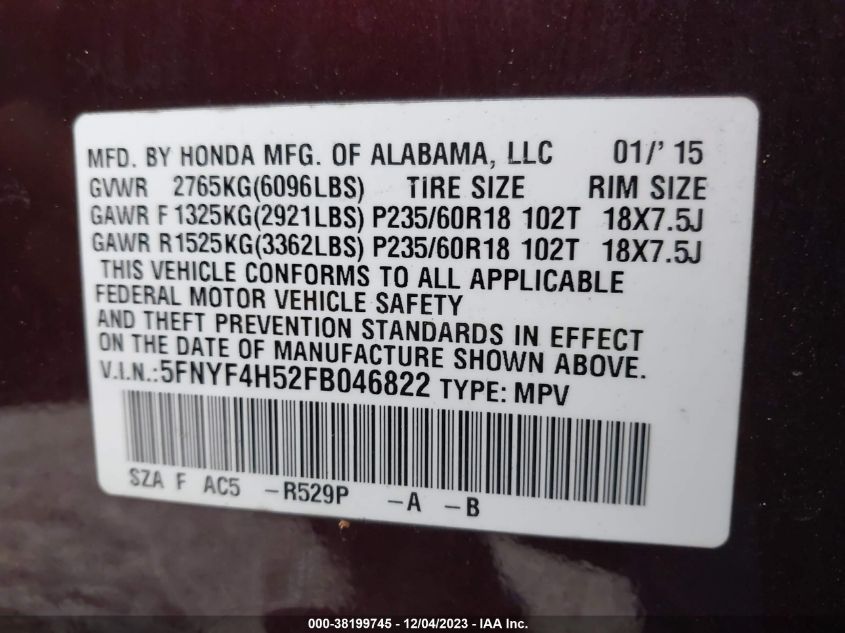 MFD. BY HONDA MFG. OF ALABAMA, LLC 01/' 15
GVWR 2765KG(6096LBS) TIRE SIZE RIM SIZE
GAWR F 1325KG(2921LBS) P235/60R18 102T 18X7.5J
GAWR R 1525KG(3362LBS) P235/60R18 102T 18X7.5J
THIS VEHICLE CONFORMS TO ALL APPLICABLE
FEDERAL MOTOR VEHICLE SAFETY
AND THEFT PREVENTION STANDARDS IN EFFECT
ON THE DATE OF MANUFACTURE SHOWN ABOVE.
V.I.N.:5FNYF4H52FB046822 TYPE: MPV
SZA F AC5 -R529P -A -B
000-38199745 - 12/04/2023 - IAA Inc.